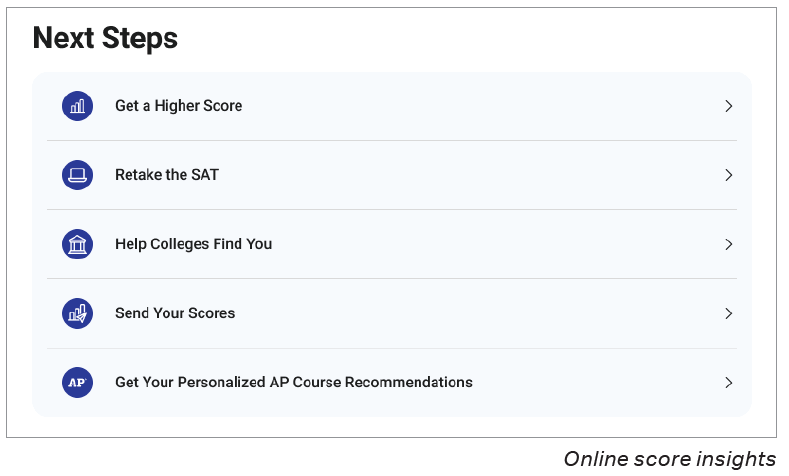 Next Steps
Get a Higher Score
Retake the SAT
Help Colleges Find You
Send Your Scores
AP
Get Your Personalized AP Course Recommendations
Online score insights